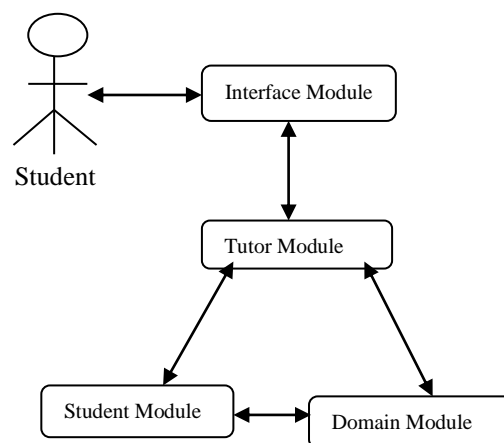 Interface Module
Student
Tutor Module
Student Module
Domain Module